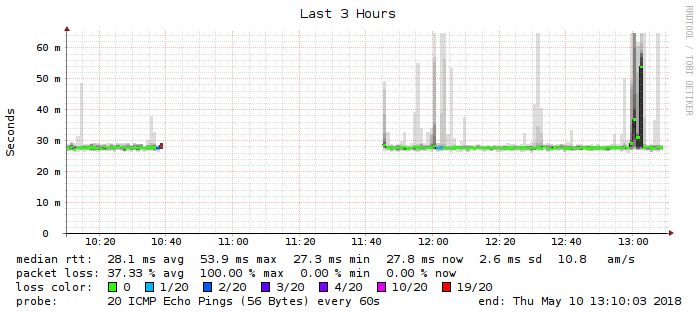 Last 3 Hours
RRDTOOL / TOBI OETIKER
Seconds
60 m
50 m
40 m
30 m
20 m
10 m
0
10:20 10:40 11:00 11:20 11:40 12:00 12:20 12:40 13:00
median rtt: 28.1 ms avg 53.9 ms max 27.3 ms min 27.8 ms now 2.6 ms sd 10.8 am/s
packet loss: 37.33 % avg 100.00 % max 0.00 % min 0.00 % now
loss color: 0 1/20 2/20 3/20 4/20 10/20 19/20
probe: 20 ICMP Echo Pings (56 Bytes) every 60s end: Thu May 10 13:10:03 2018